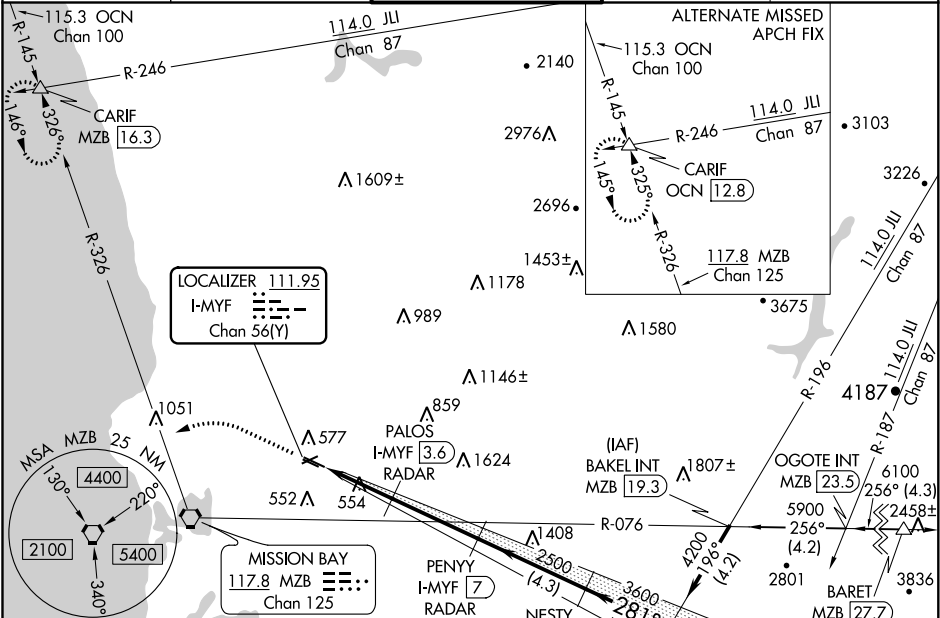 115.3 OCN
Chan 100
R-145
114.0 JLI
Chan 87
R-246
CARIF
MZB 16.3
326°
146°
R-326
2140
2976
1609±
2696
1453±
1178
989
1580
1146±
859
1624
1051
577
552
554
1408
1807±
3103
3226
3675
4187
2458±
2801
3836
ALTERNATE MISSED
APCH FIX
115.3 OCN
Chan 100
R-145
114.0 JLI
R-246
Chan 87
CARIF
OCN 12.8
145°
325°
R-326
117.8 MZB
Chan 125
LOCALIZER 111.95
I-MYF
Chan 56(Y)
PALOS
I-MYF 3.6
RADAR
(IAF)
BAKEL INT
MZB 19.3
OGOTE INT
MZB 23.5
114.0 JLI
Chan 87
R-196
114.0 JLI
Chan 87
R-187
6100
256° (4.3)
5900
256°
(4.2)
R-076
4200
196°
(4.2)
MSA MZB 25 NM
130°
4400
220°
2100
5400
340°
MISSION BAY
117.8 MZB
Chan 125
PENYY
I-MYF 7
RADAR
2500
(4.3)
3600
281°
NESTY
BARET
MZB 27.7